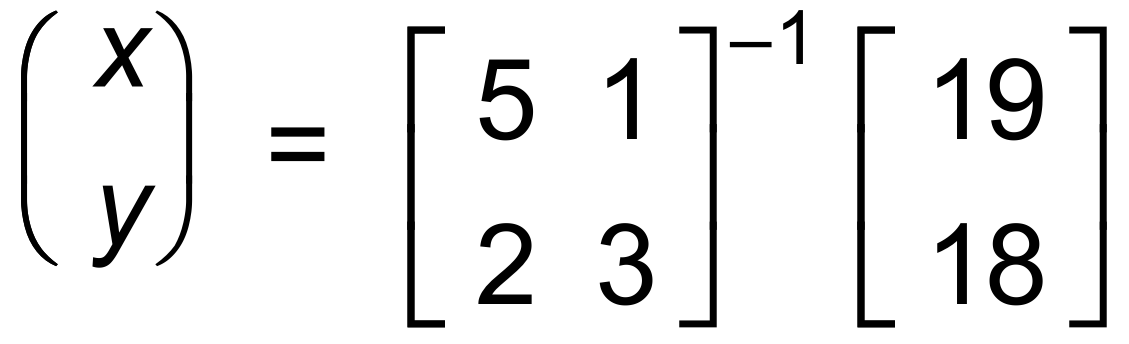 ( x y ) = [ 5 1 2 3 ]⁻¹ [ 19 18 ]